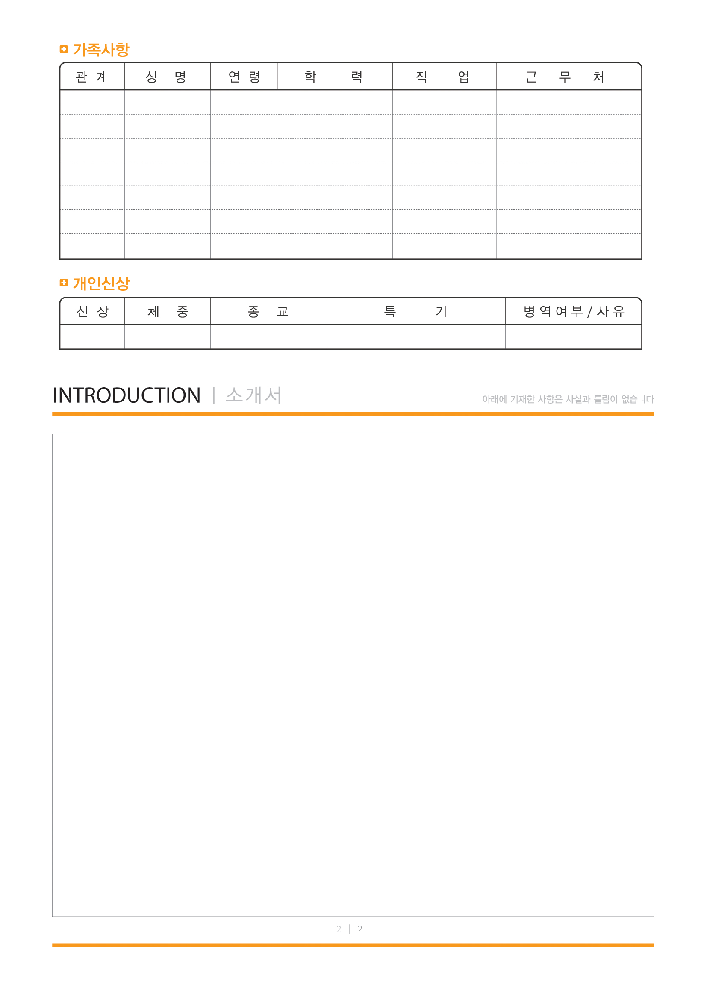 가족사항
관 계 성 명 연 령 학 력 직 업 근 무 처
개인신상
신 장 체 중 종 교 특 기 병역여부/사유
INTRODUCTION | 소개서
아래에 기재한 사항은 사실과 틀림이 없습니다
2 | 2